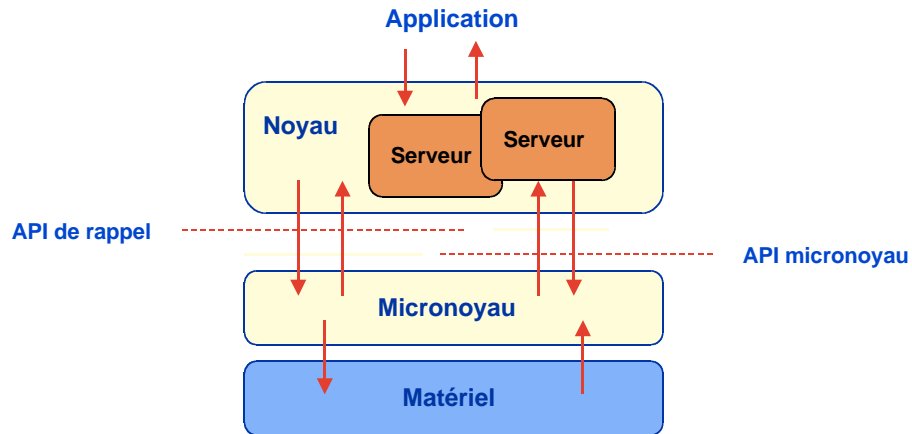 Application
Noyau
Serveur
Serveur
API de rappel
API micronoyau
Micronoyau
Matériel